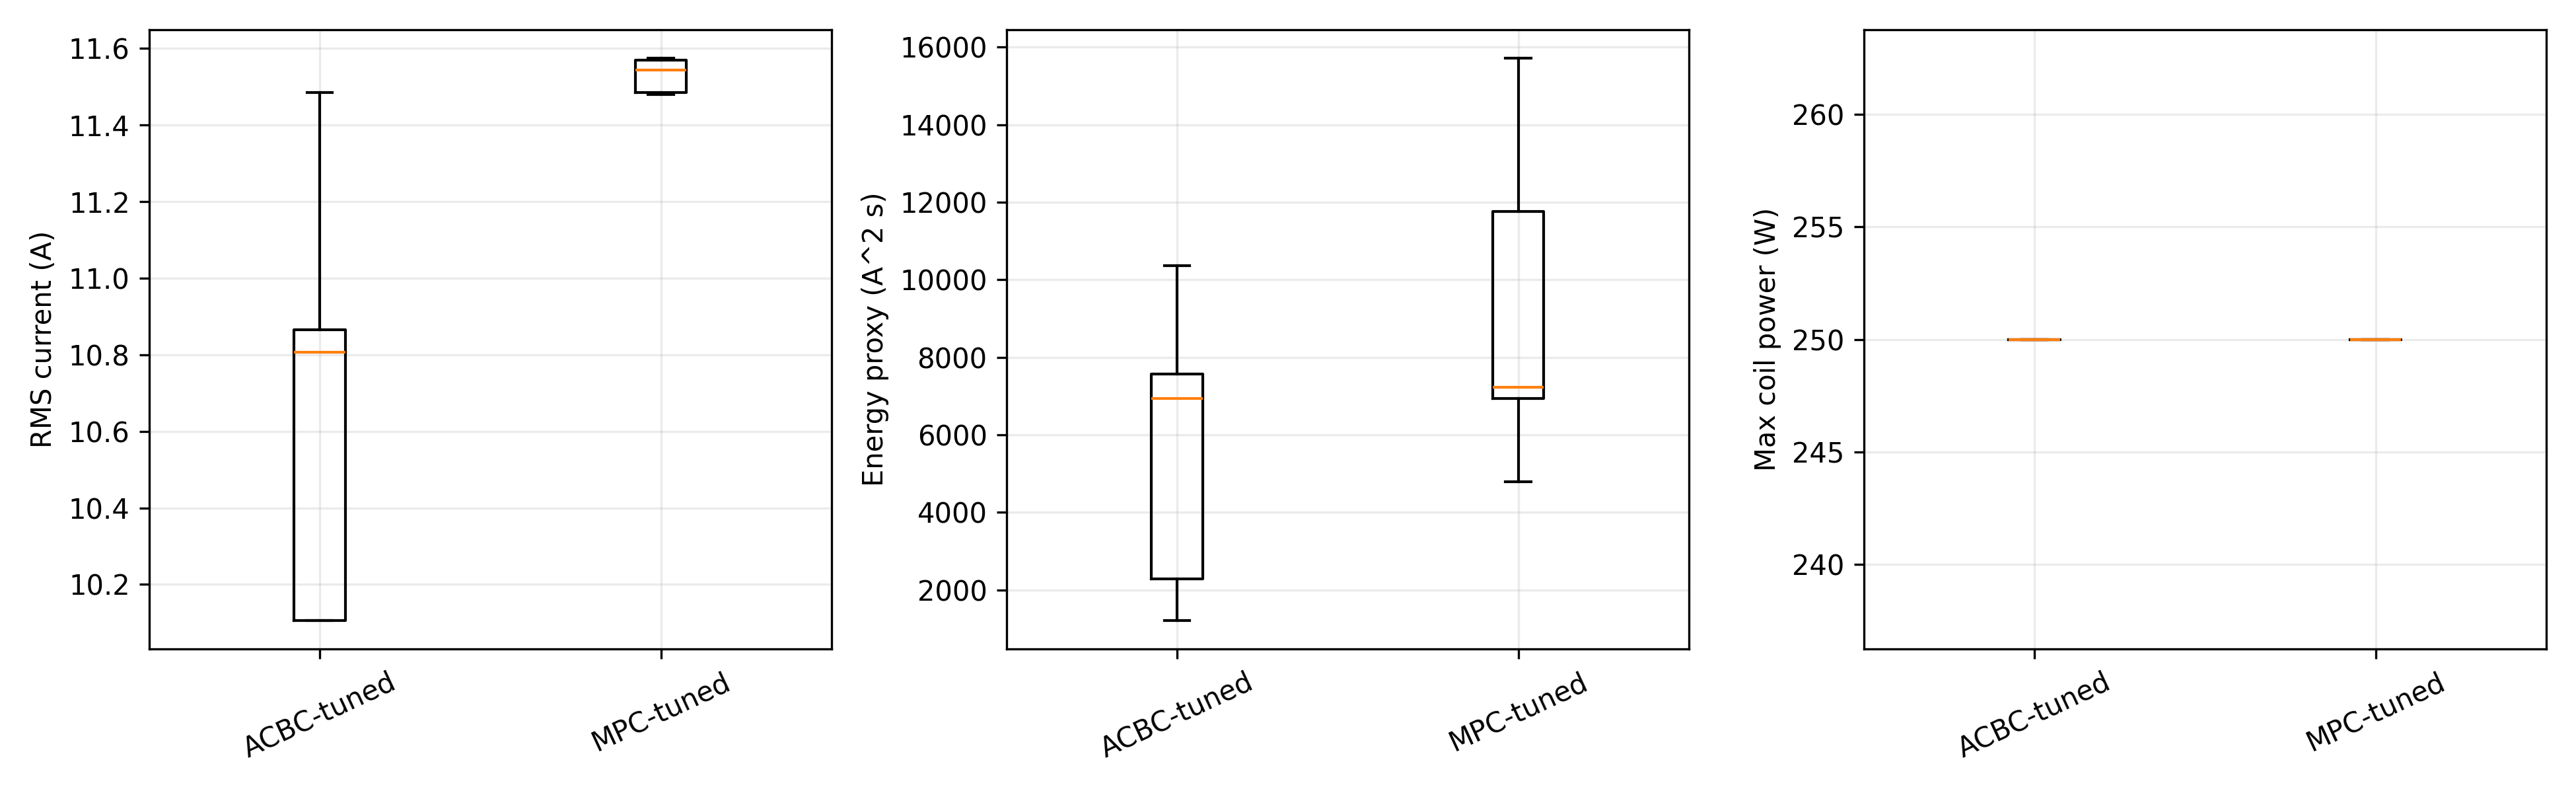 RMS current (A)
11.6
11.4
11.2
11.0
10.8
10.6
10.4
10.2
ACBC-tuned
MPC-tuned
Energy proxy (A^2 s)
16000
14000
12000
10000
8000
6000
4000
2000
ACBC-tuned
MPC-tuned
Max coil power (W)
260
255
250
245
240
ACBC-tuned
MPC-tuned